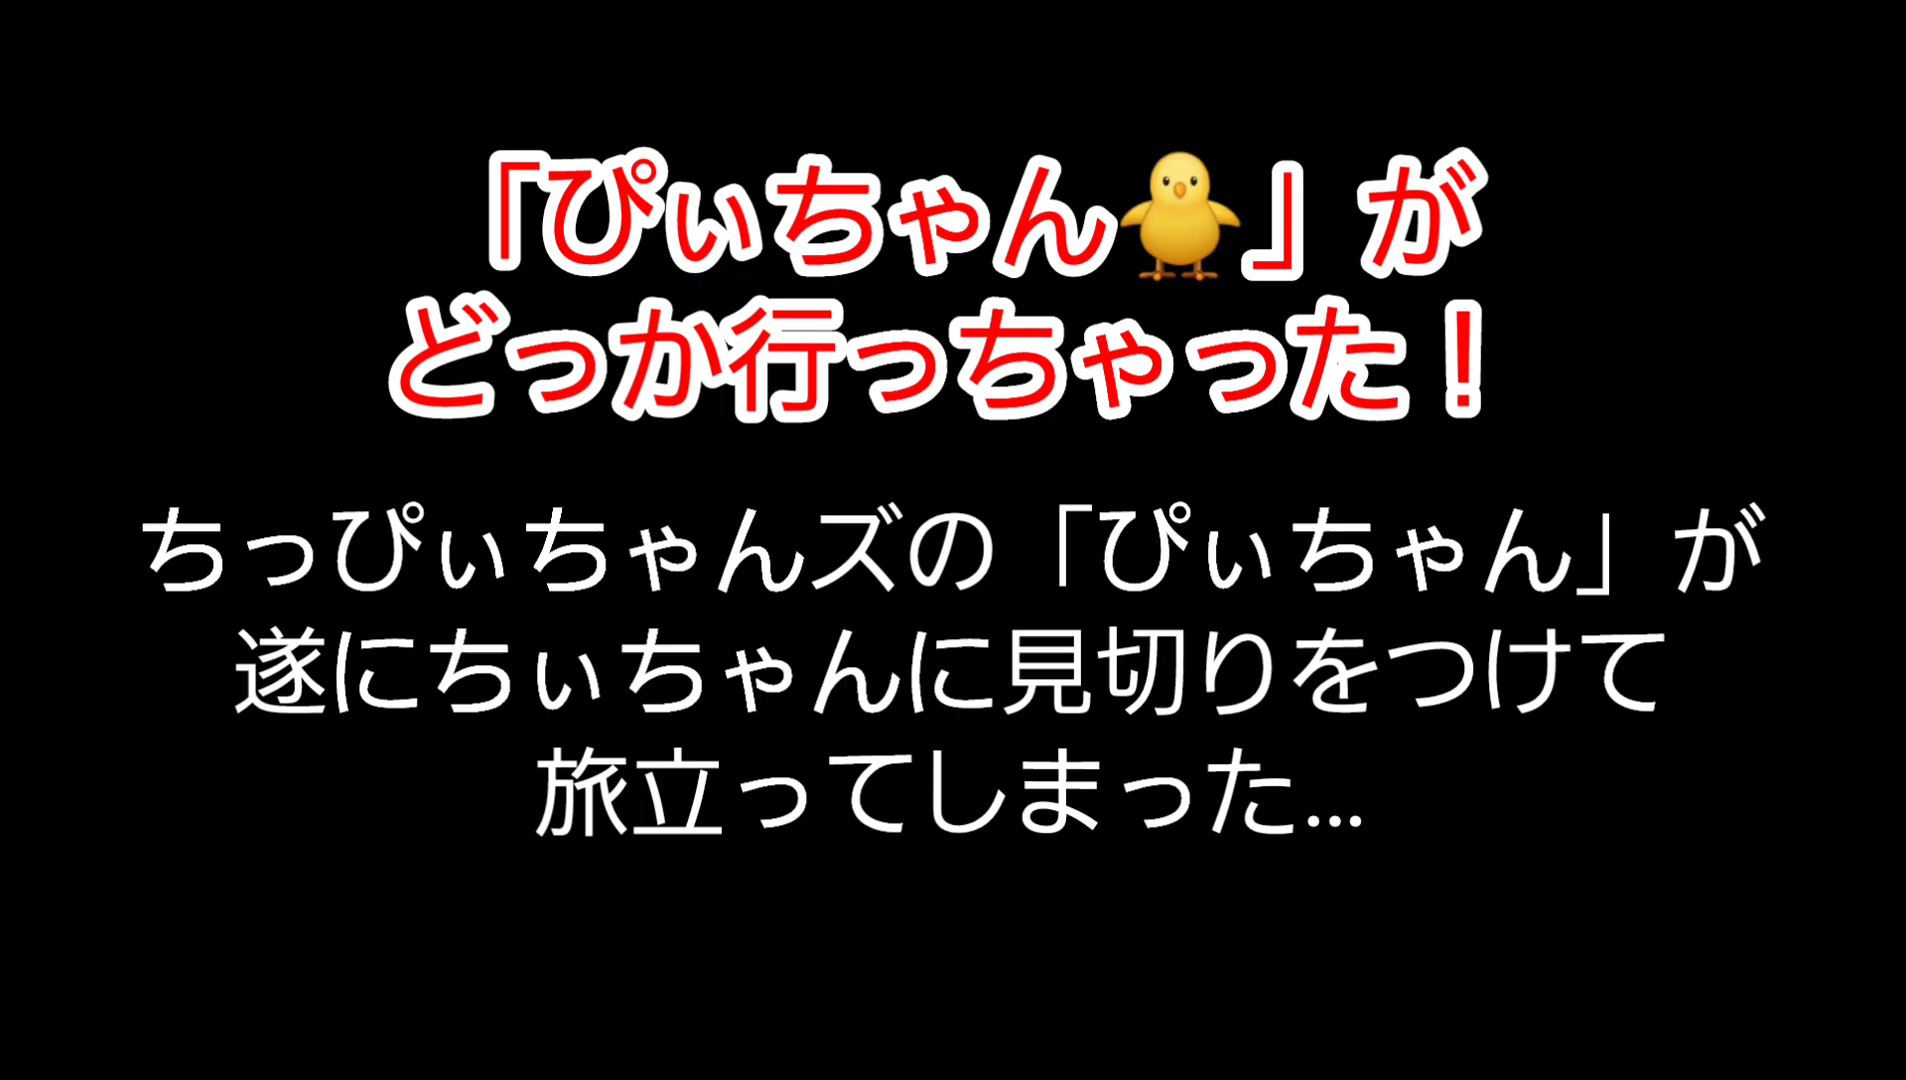 「ぴぃちゃん🐥」が
どっか行っちゃった！
ちっぴぃちゃんズの「ぴぃちゃん」が
遂にちぃちゃんに見切りをつけて
旅立ってしまった...